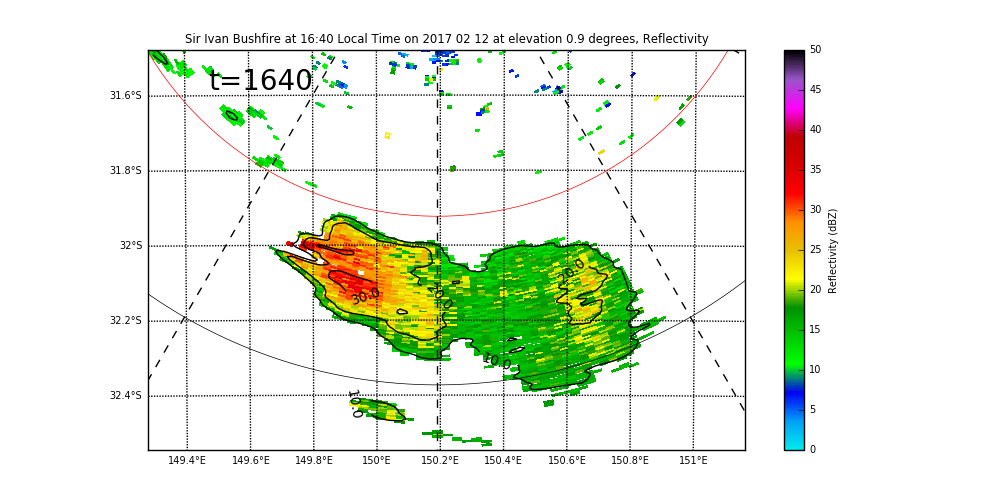 Sir Ivan Bushfire at 16:40 Local Time on 2017 02 12 at elevation 0.9 degrees, Reflectivity
t=1640
31.6°S
31.8°S
32°S
32.2°S
32.4°S
30.0
20.0
10.0
10.0
149.4°E 149.6°E 149.8°E 150°E 150.2°E 150.4°E 150.6°E 150.8°E 151°E
50
45
40
35
30
25
20
15
10
5
0
Reflectivity (dBZ)